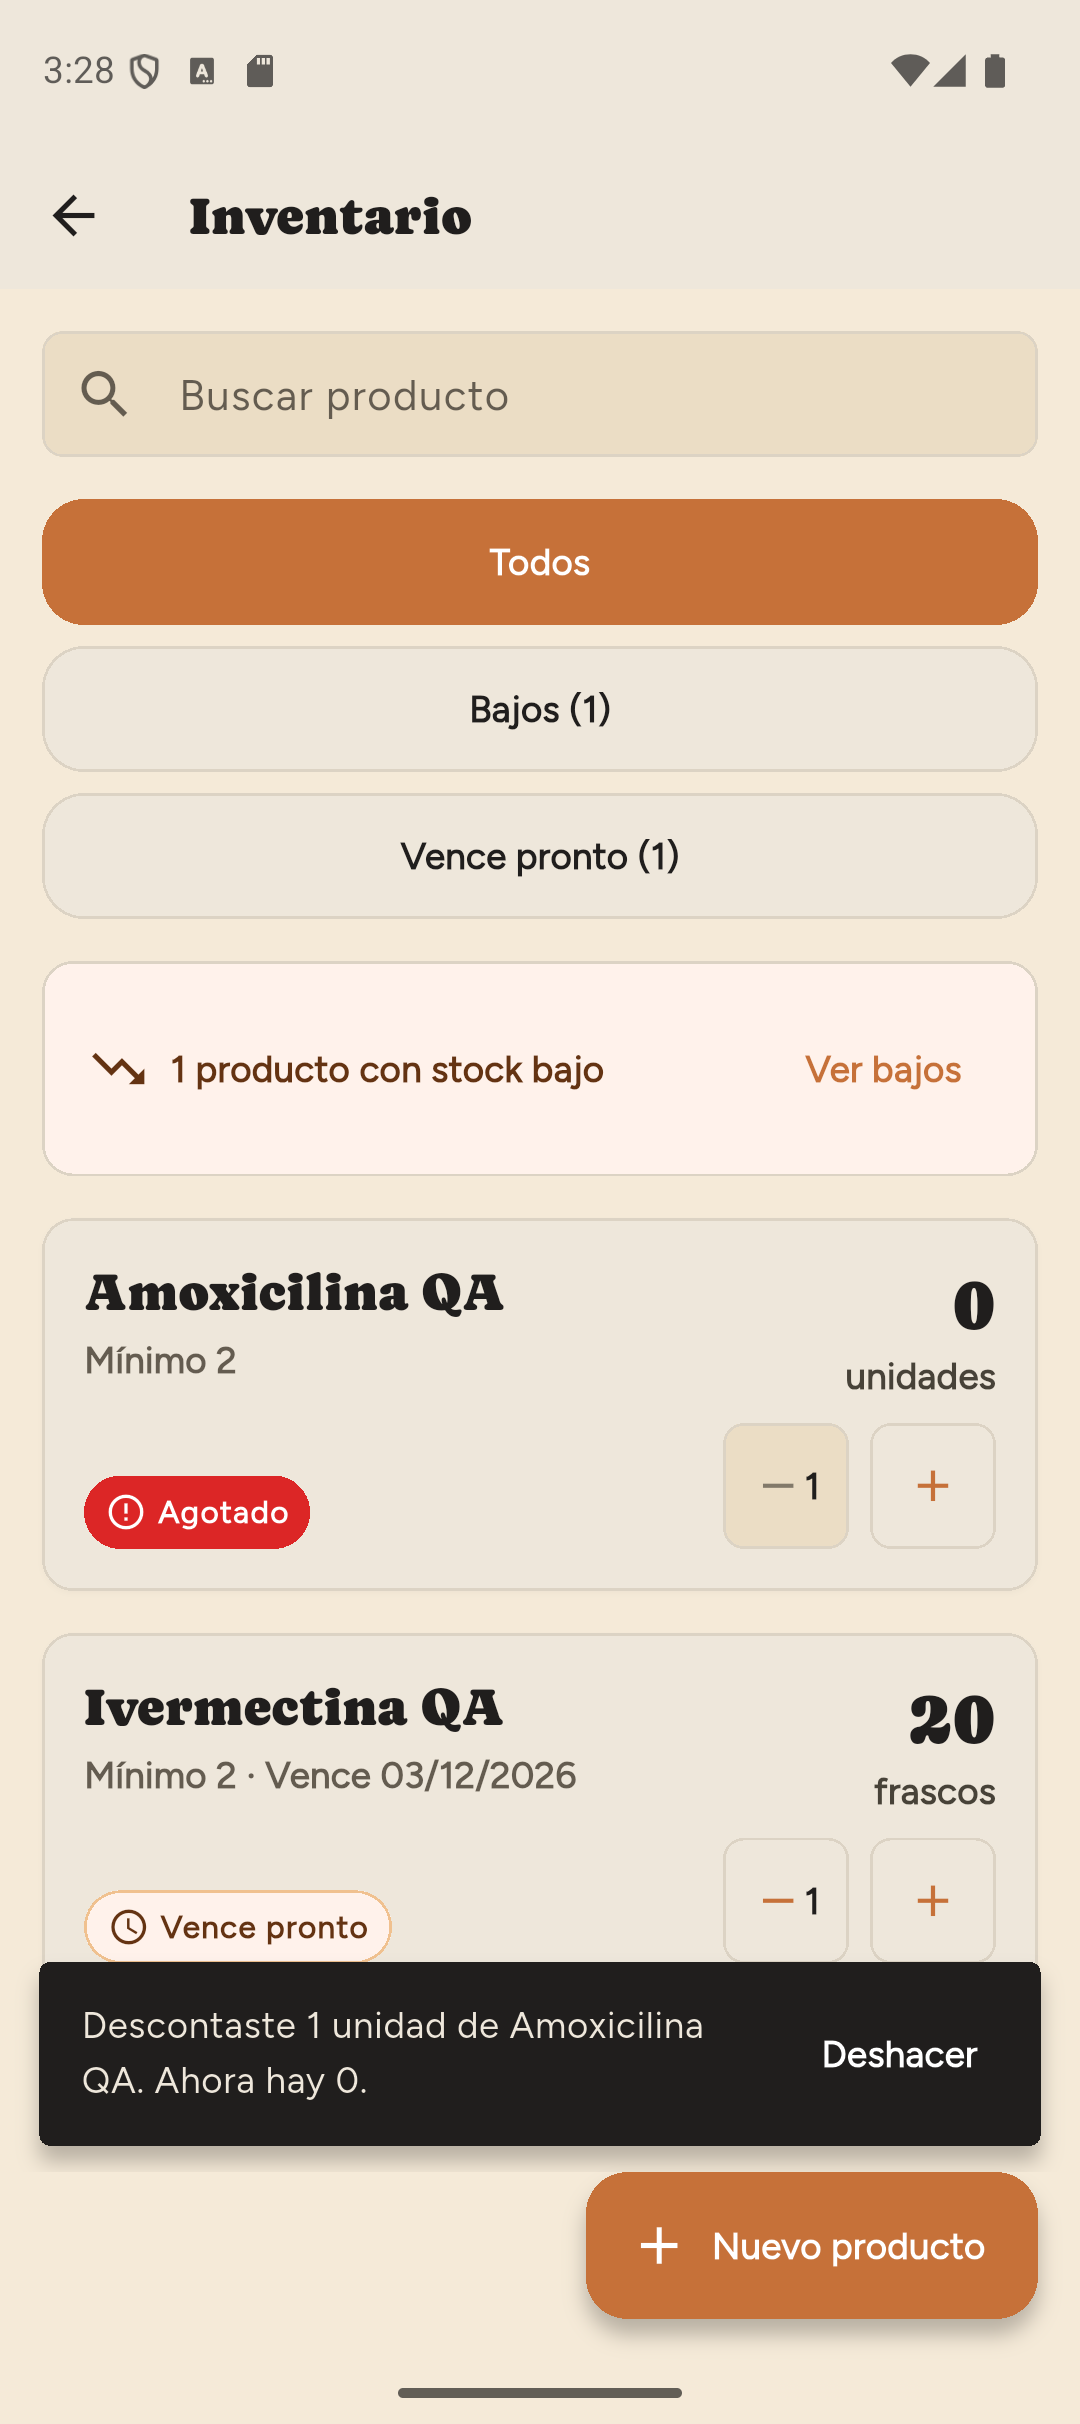 3:28
Inventario
Buscar producto
Todos
Bajos (1)
Vence pronto (1)
1 producto con stock bajo
Ver bajos
Amoxicilina QA
0
Mínimo 2
unidades
Agotado
− 1
+
Ivermectina QA
20
Mínimo 2 · Vence 03/12/2026
frascos
Vence pronto
− 1
+
Descontaste 1 unidad de Amoxicilina
QA. Ahora hay 0.
Deshacer
+ Nuevo producto